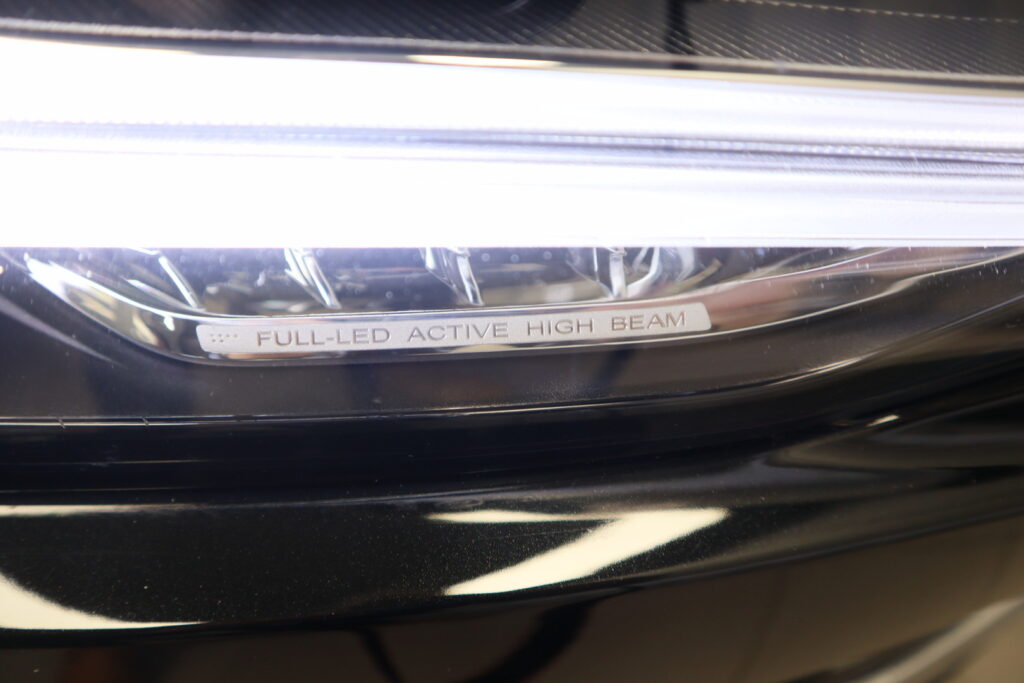 FULL-LED ACTIVE HIGH BEAM